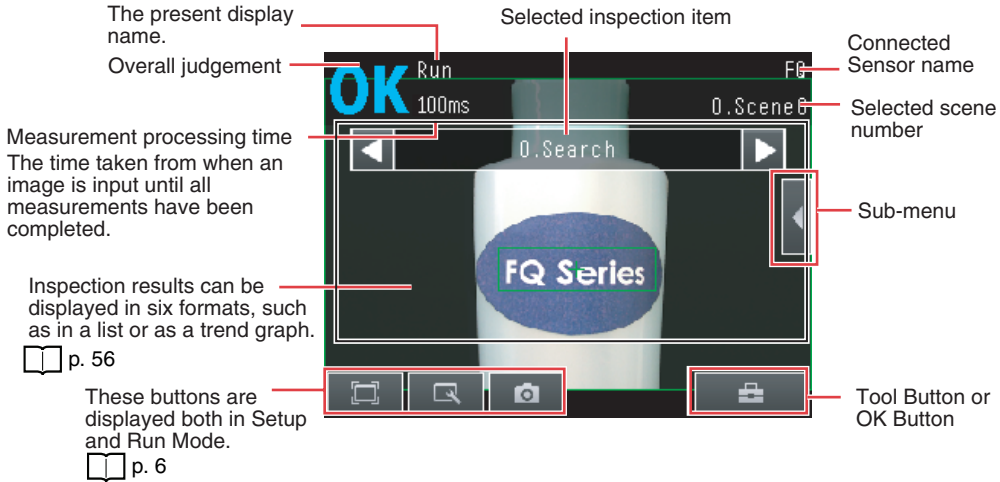 The present display
name.
Selected inspection item
Connected
Sensor name
Overall judgement
OK
Run
FQ
100ms
0.Scene0
Selected scene
number
Measurement processing time
The time taken from when an
image is input until all
measurements have been
completed.
0.Search
Sub-menu
FQ Series
Inspection results can be
displayed in six formats, such
as in a list or as a trend graph.
p. 56
These buttons are
displayed both in Setup
and Run Mode.
p. 6
Tool Button or
OK Button